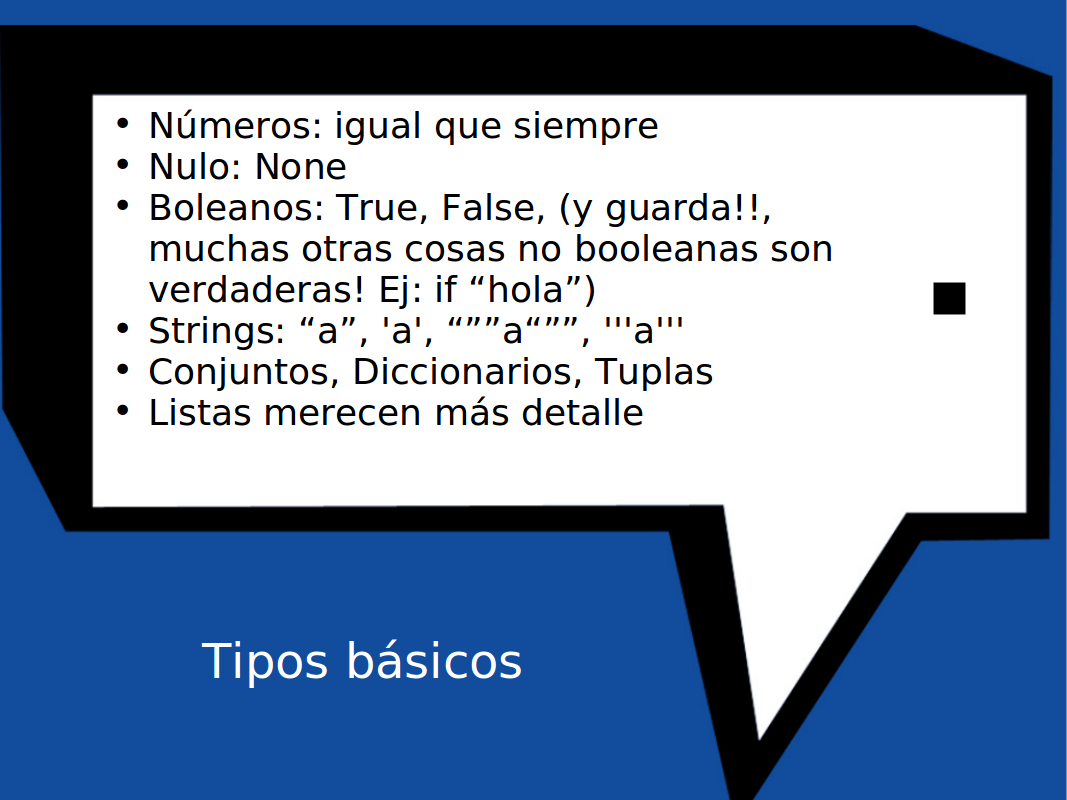 • Números: igual que siempre
• Nulo: None
• Boleanos: True, False, (y guarda!!,
muchas otras cosas no booleanas son
verdaderas! Ej: if “hola”)
• Strings: “a”, 'a', “””a“””, '''a'''
• Conjuntos, Diccionarios, Tuplas
• Listas merecen más detalle
Tipos básicos